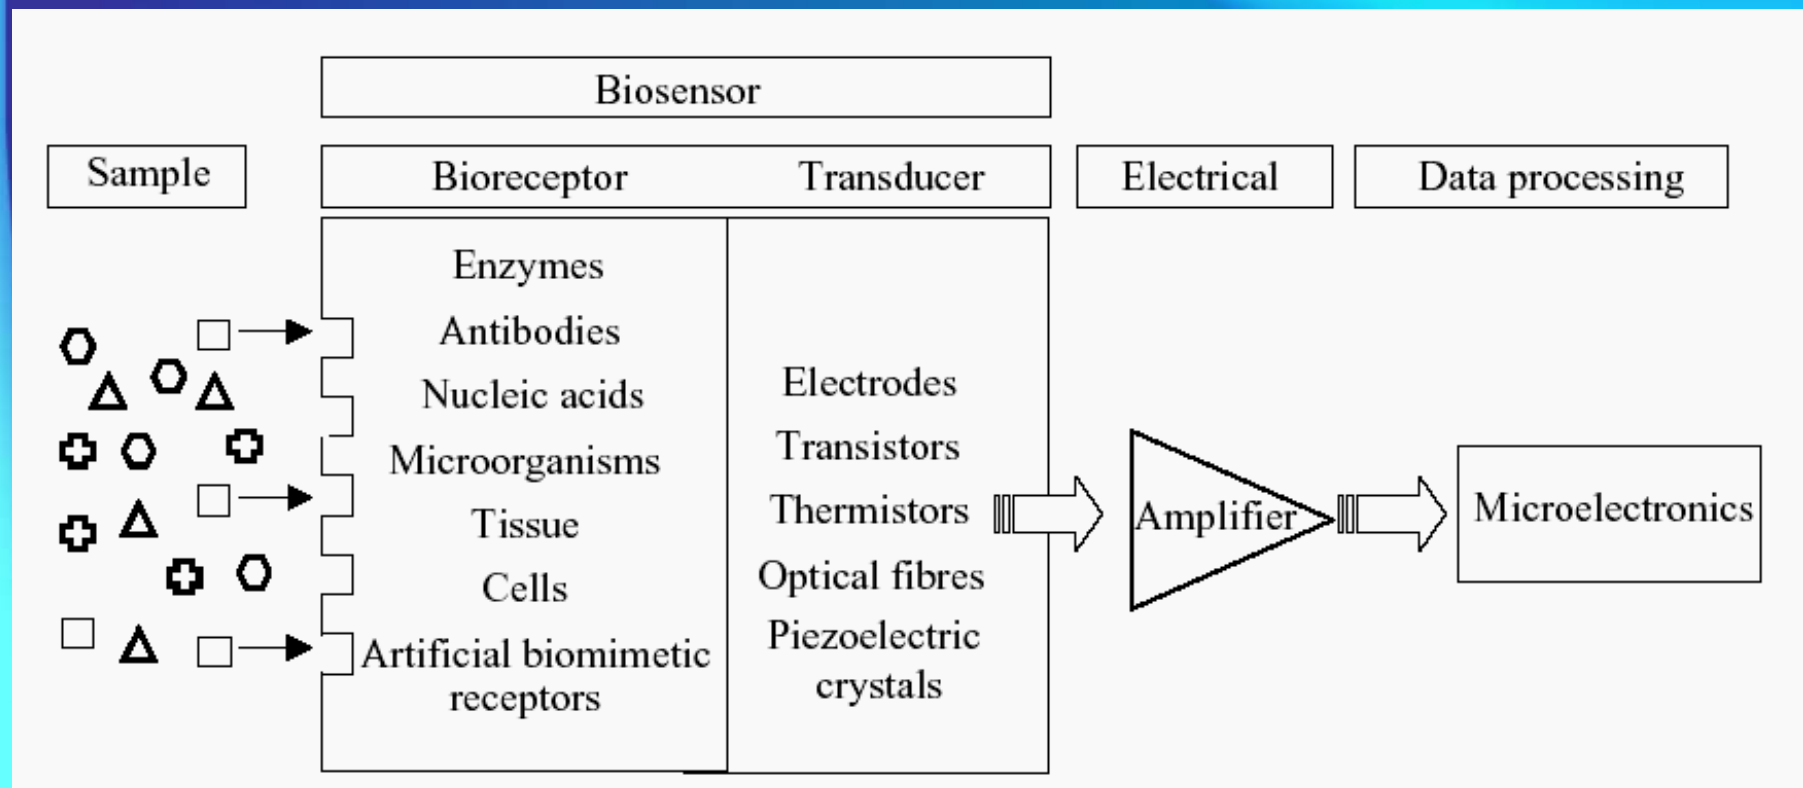 Biosensor
Sample
Bioreceptor
Transducer
Electrical
Data processing
Enzymes
Antibodies
Nucleic acids
Microorganisms
Tissue
Cells
Artificial biomimetic
receptors
Electrodes
Transistors
Thermistors
Optical fibres
Piezoelectric
crystals
Amplifier
Microelectronics